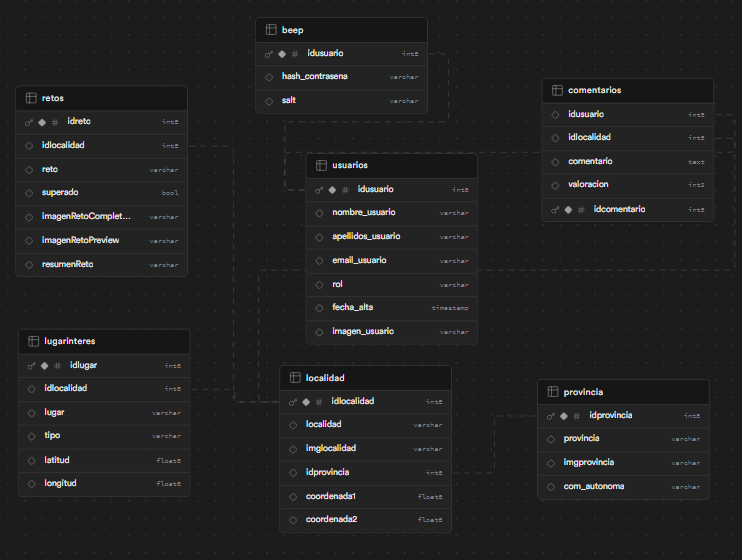 beep
idusuario int8
hash_contrasena varchar
salt varchar
retos
idreto int8
idlocalidad int8
reto varchar
superado bool
imagenRetoComplet... varchar
imagenRetoPreview varchar
resumenReto varchar
comentarios
idusuario int8
idlocalidad int8
comentario text
valoracion int2
idcomentario int8
usuarios
idusuario int8
nombre_usuario varchar
apellidos_usuario varchar
email_usuario varchar
rol varchar
fecha_alta timestamp
imagen_usuario varchar
lugarinteres
idlugar int8
idlocalidad int8
lugar varchar
tipo varchar
latitud float8
longitud float8
localidad
idlocalidad int8
localidad varchar
imglocalidad varchar
idprovincia int8
coordenada1 float8
coordenada2 float8
provincia
idprovincia int8
provincia varchar
imgprovincia varchar
com_autonoma varchar